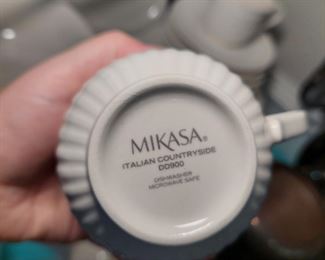 MIKASA®
ITALIAN COUNTRYSIDE
DD900
DISHWASHER
MICROWAVE SAFE